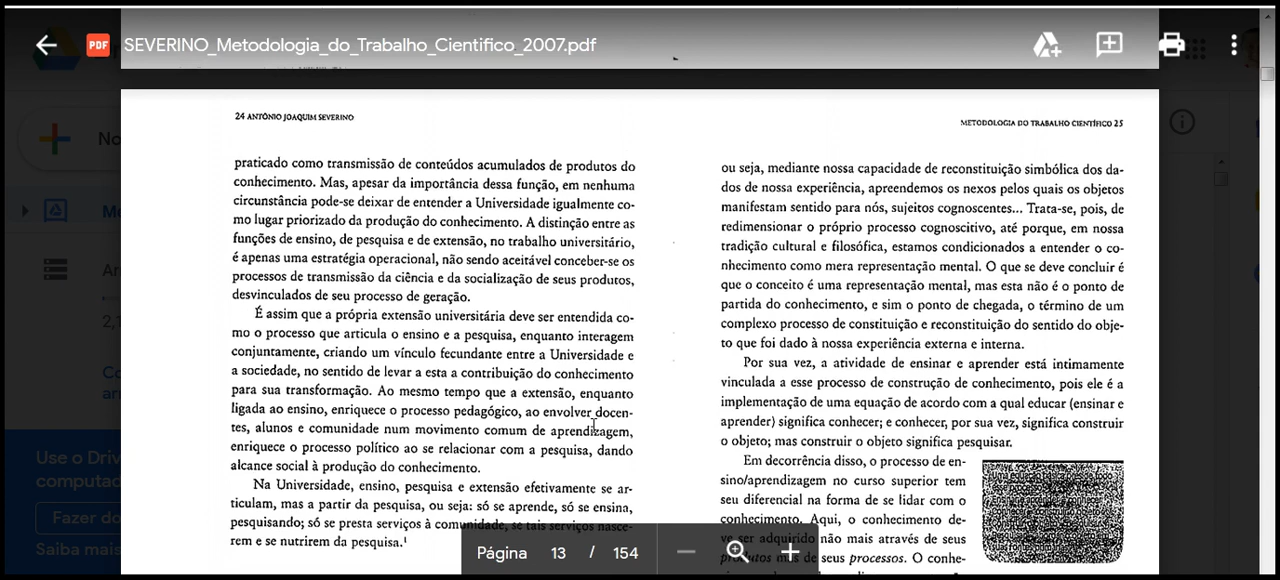 SEVERINO_Metodologia_do_Trabalho_Cientifico_2007.pdf
24 ANTÔNIO JOAQUIM SEVERINO
praticado como transmissão de conteúdos acumulados de produtos do
conhecimento. Mas, apesar da importância dessa função, em nenhuma
circunstância pode-se deixar de entender a Universidade igualmente co-
mo lugar priorizado da produção do conhecimento. A distinção entre as
funções de ensino, de pesquisa e de extensão, no trabalho universitário,
é apenas uma estratégia operacional, não sendo aceitável conceber-se os
processos de transmissão da ciência e da socialização de seus produtos,
desvinculados de seu processo de geração.
É assim que a própria extensão universitária deve ser entendida co-
mo o processo que articula o ensino e a pesquisa, enquanto interagem
conjuntamente, criando um vínculo fecundante entre a Universidade e
a sociedade, no sentido de levar a esta a contribuição do conhecimento
para sua transformação. Ao mesmo tempo que a extensão, enquanto
ligada ao ensino, enriquece o processo pedagógico, ao envolver docen-
tes, alunos e comunidade num movimento comum de aprendizagem,
enriquece o processo político ao se relacionar com a pesquisa, dando
alcance social à produção do conhecimento.
Na Universidade, ensino, pesquisa e extensão efetivamente se ar-
ticulam, mas a partir da pesquisa, ou seja: só se aprende, só se ensina,
pesquisando; só se presta serviços à comunidade, se tais serviços nasce-
rem e se nutrirem da pesquisa.¹
METODOLOGIA DO TRABALHO CIENTÍFICO 25
ou seja, mediante nossa capacidade de reconstituição simbólica dos da-
dos de nossa experiência, apreendemos os nexos pelos quais os objetos
manifestam sentido para nós, sujeitos cognoscentes... Trata-se, pois, de
redimensionar o próprio processo cognoscitivo, até porque, em nossa
tradição cultural e filosófica, estamos condicionados a entender o co-
nhecimento como mera representação mental. O que se deve concluir é
que o conceito é uma representação mental, mas esta não é o ponto de
partida do conhecimento, e sim o ponto de chegada, o término de um
complexo processo de constituição e reconstituição do sentido do obje-
to que foi dado à nossa experiência externa e interna.
Por sua vez, a atividade de ensinar e aprender está intimamente
vinculada a esse processo de construção de conhecimento, pois ele é a
implementação de uma equação de acordo com a qual educar (ensinar e
aprender) significa conhecer; e conhecer, por sua vez, significa construir
o objeto; mas construir o objeto significa pesquisar.
Em decorrência disso, o processo de en-
sino/aprendizagem no curso superior tem
seu diferencial na forma de se lidar com o
conhecimento. Aqui, o conhecimento de-
ve ser adquirido não mais através de seus
produtos mas de seus processos. O conhe-
Página 13 / 154
No
Me
Ar
2,
Co
ar
Use o Driv
computad
Fazer do
Saiba mais